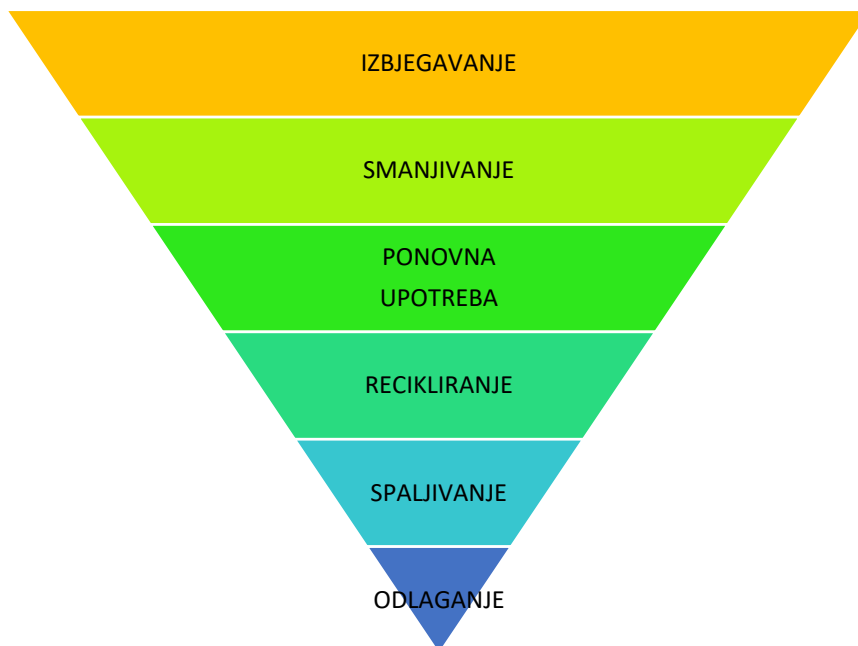 IZBJEGAVANJE
SMANJIVANJE
PONOVNA
UPOTREBA
RECIKLIRANJE
SPALJIVANJE
ODLAGANJE